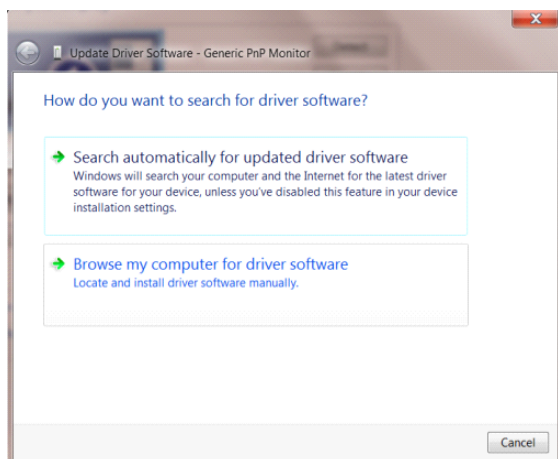 Update Driver Software - Generic PnP Monitor
How do you want to search for driver software?
Search automatically for updated driver software
Windows will search your computer and the Internet for the latest driver
software for your device, unless you've disabled this feature in your device
installation settings.
Browse my computer for driver software
Locate and install driver software manually.
Cancel